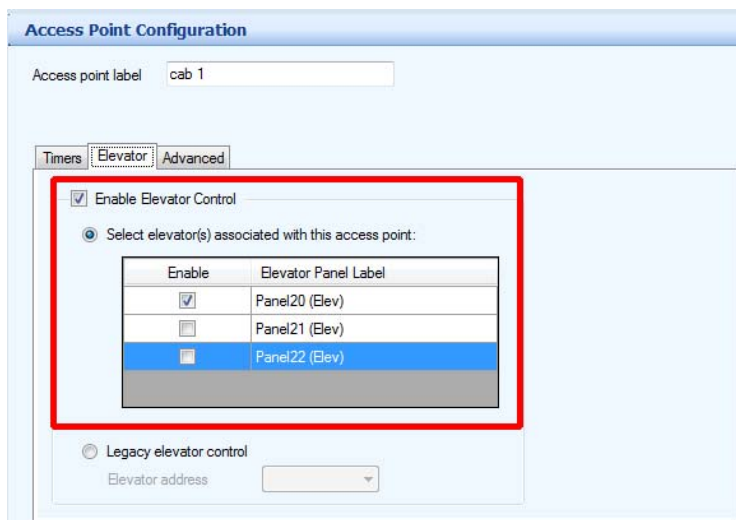 Access Point Configuration
Access point label cab 1
Timers Elevator Advanced
Enable Elevator Control
Select elevator(s) associated with this access point:
Enable Elevator Panel Label
Panel20 (Elev)
Panel21 (Elev)
Panel22 (Elev)
Legacy elevator control
Elevator address